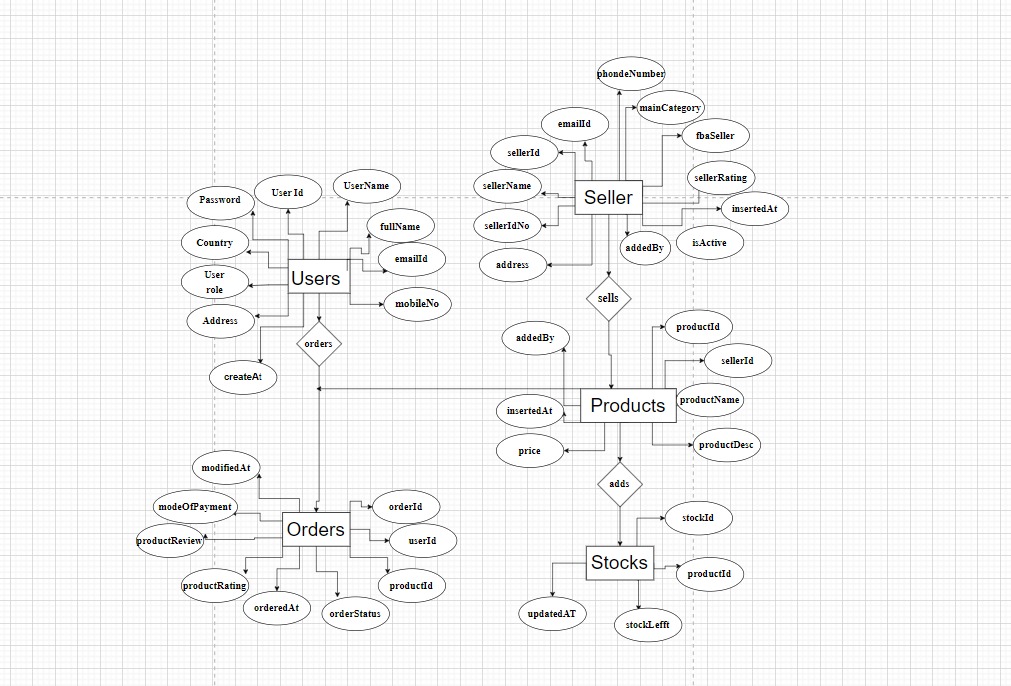 phondeNumber
mainCategory
emailId
fbaSeller
sellerId
sellerRating
sellerName
Seller
insertedAt
sellerIdNo
addedBy
isActive
address
sells
User Id
UserName
Password
fullName
Country
emailId
Users
User
role
mobileNo
Address
orders
createAt
addedBy
productId
sellerId
productName
Products
insertedAt
price
productDesc
adds
modifiedAt
modeOfPayment
orderId
Orders
productReview
userId
productRating
productId
orderedAt
orderStatus
stockId
Stocks
productId
updatedAT
stockLefft